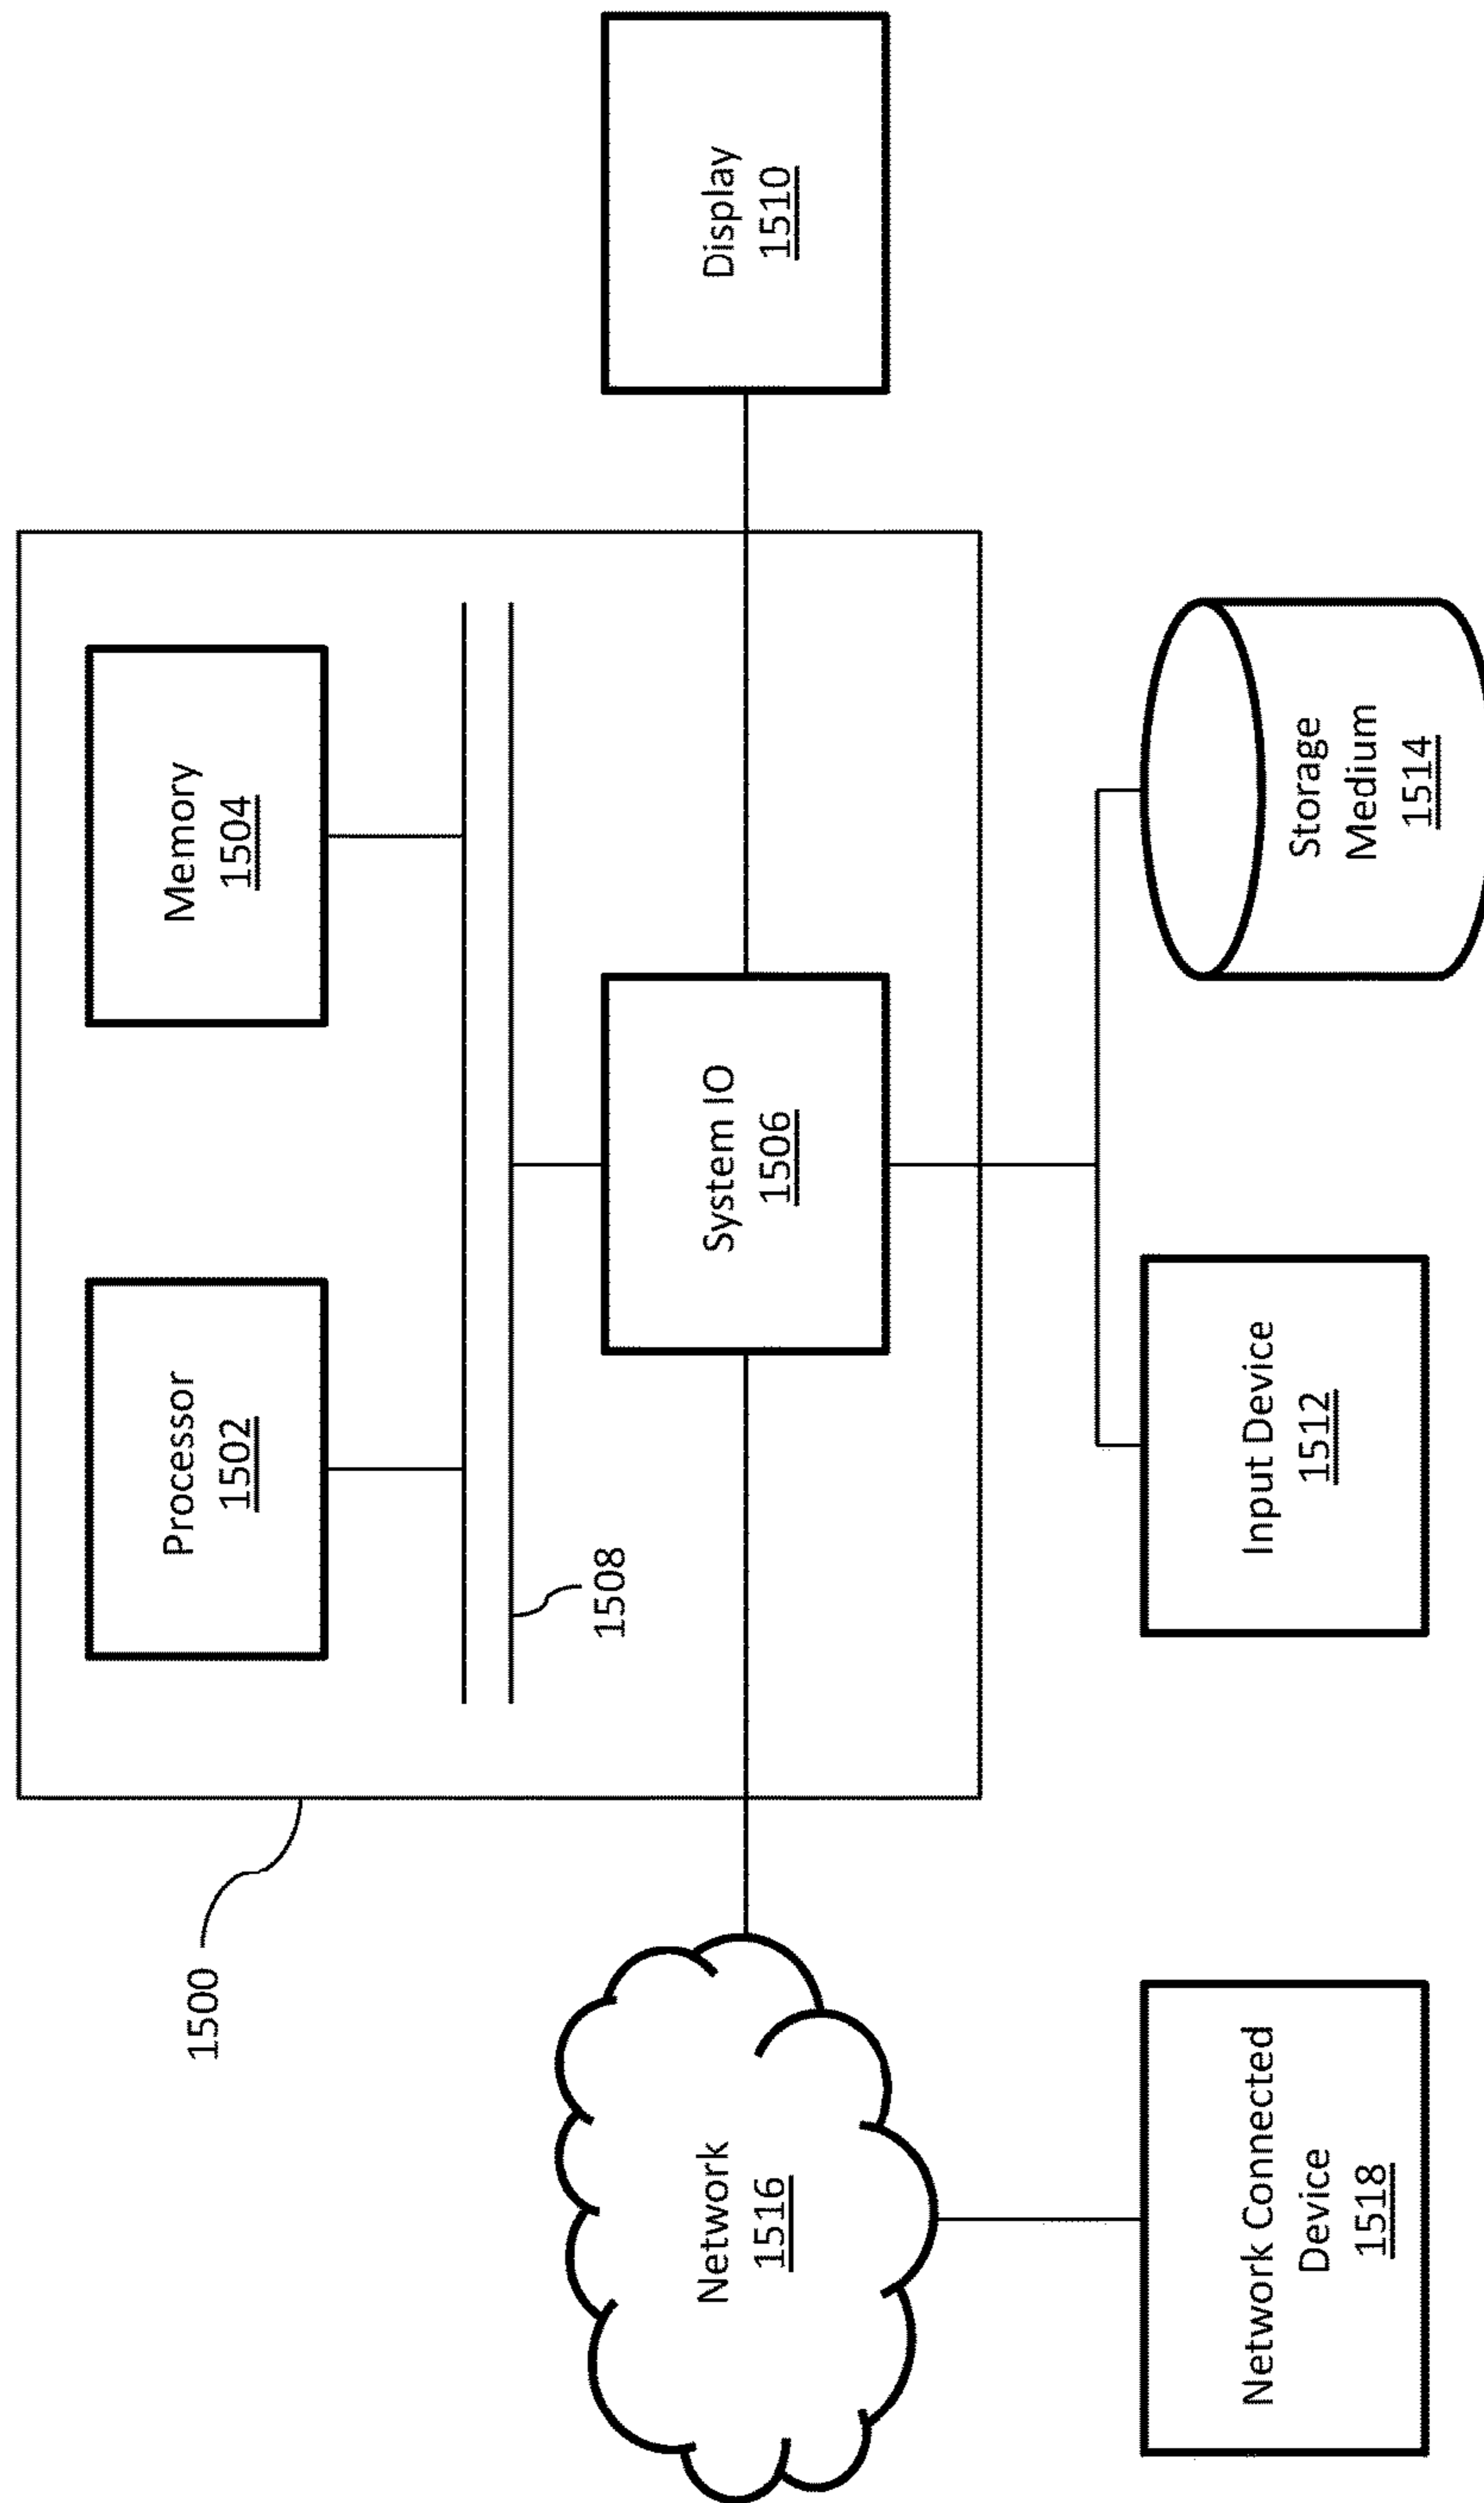 1500
Processor
1502
Memory
1504
1508
System IO
1506
Display
1510
Network
1516
Network Connected
Device
1518
Input Device
1512
Storage
Medium
1514